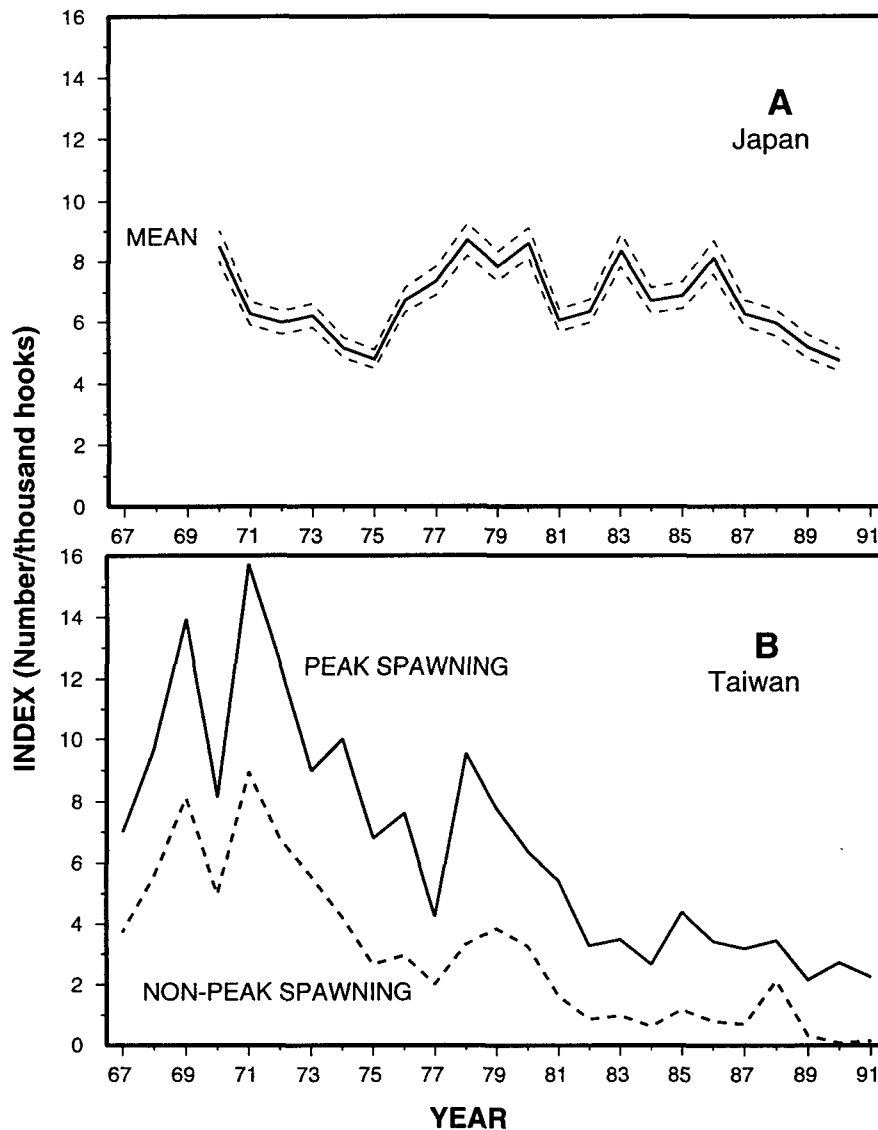 INDEX (Number/thousand hooks)
16
14
12
10
8
6
4
2
0
A
Japan
MEAN
67 69 71 73 75 77 79 81 83 85 87 89 91
16
14
12
10
8
6
4
2
0
B
Taiwan
PEAK SPAWNING
NON-PEAK SPAWNING
67 69 71 73 75 77 79 81 83 85 87 89 91
YEAR